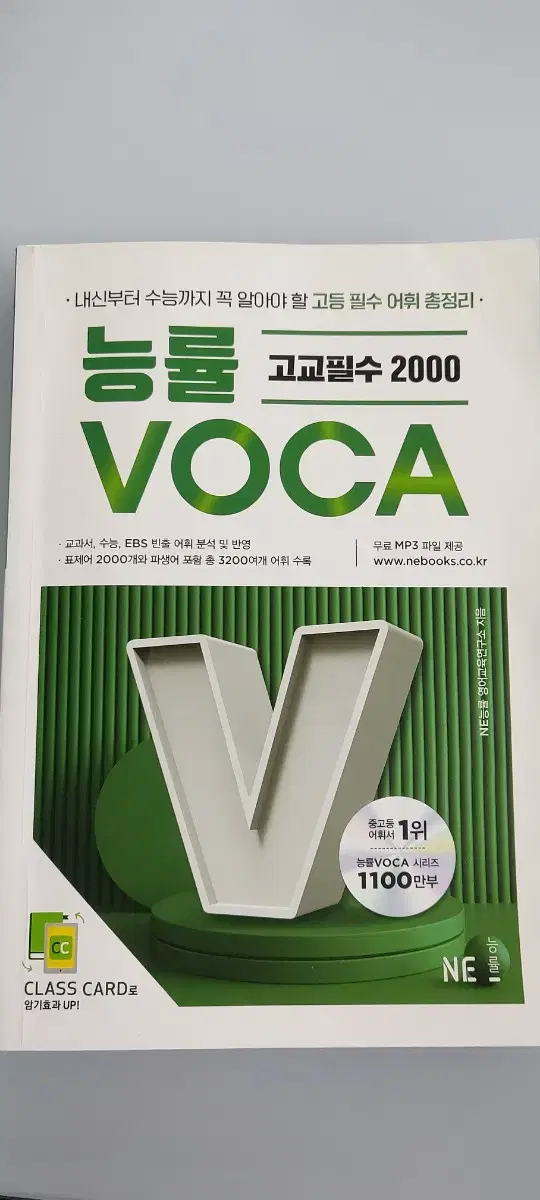 · 내신부터 수능까지 꼭 알아야 할 고등 필수 어휘 총정리 ·
능률 고교필수 2000
VOCA
· 교과서, 수능, EBS 빈출 어휘 분석 및 반영
· 표제어 2000개와 파생어 포함 총 3200여개 어휘 수록
무료 MP3 파일 제공
www.nebooks.co.kr
NE능률 영어교육연구소 지음
V
중고등
어휘서 1위
능률VOCA 시리즈
1100만부
CC
CLASS CARD로
암기효과 UP!
NE 능률